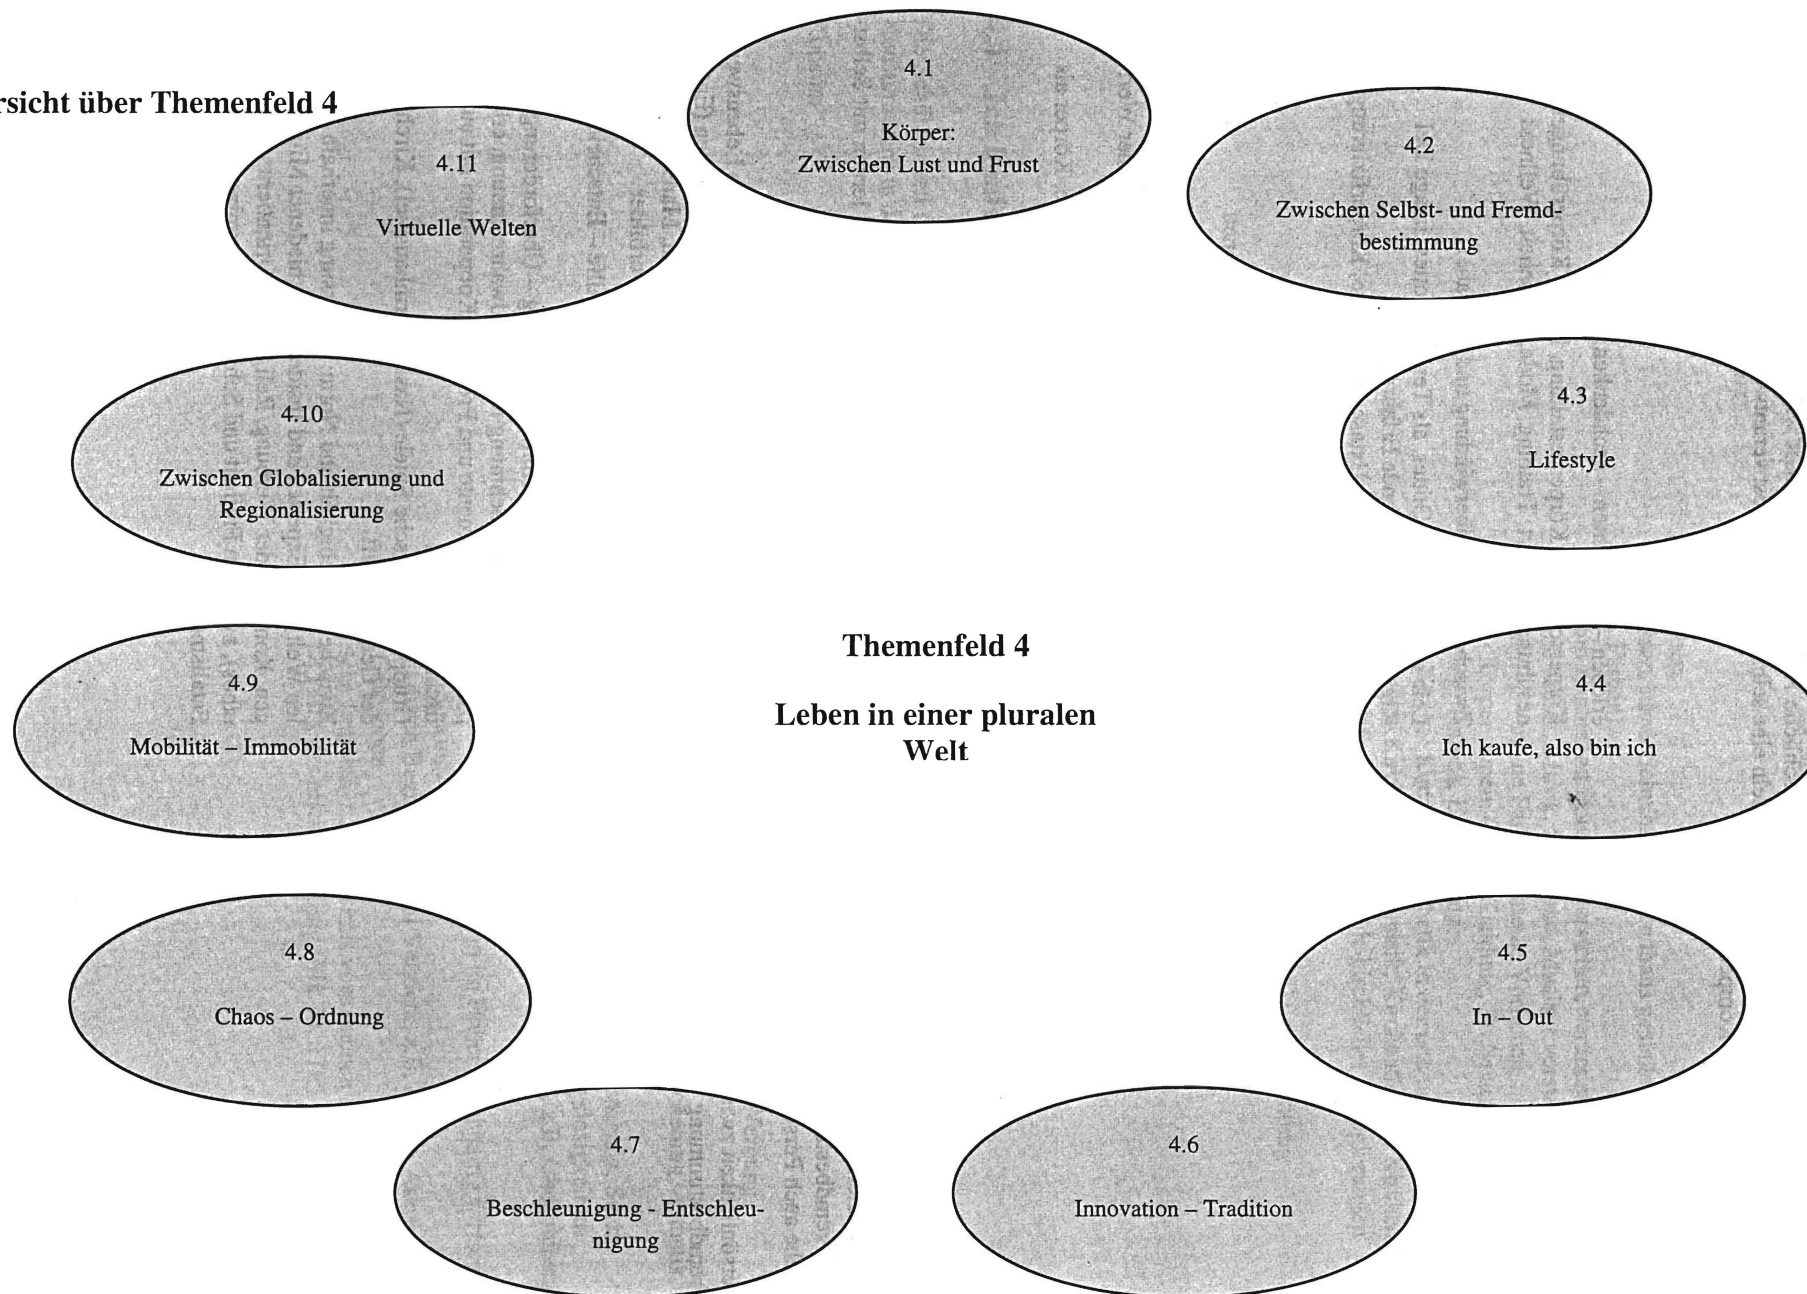 rsicht über Themenfeld 4
4.1
Körper:
Zwischen Lust und Frust
4.2
Zwischen Selbst- und Fremd-
bestimmung
4.3
Lifestyle
4.4
Ich kaufe, also bin ich
4.5
In – Out
4.6
Innovation – Tradition
4.7
Beschleunigung - Entschleu-
nigung
4.8
Chaos – Ordnung
4.9
Mobilität – Immobilität
4.10
Zwischen Globalisierung und
Regionalisierung
4.11
Virtuelle Welten
Themenfeld 4
Leben in einer pluralen
Welt